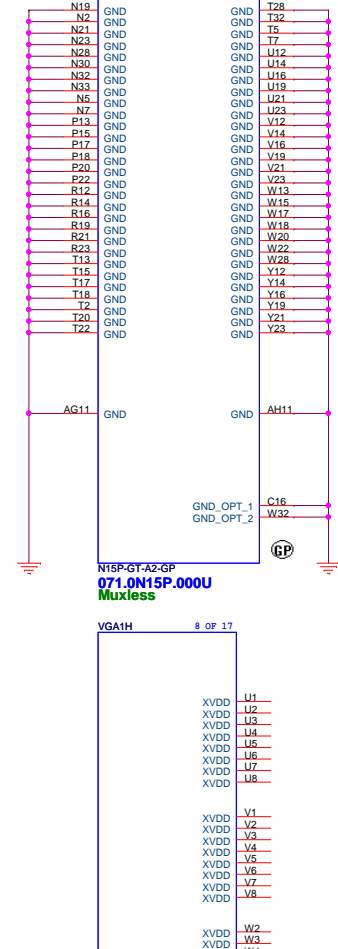 N19 GND GND T28
N2 GND GND T32
N21 GND GND T5
N23 GND GND T7
N28 GND GND U12
N30 GND GND U14
N32 GND GND U16
N33 GND GND U19
N5 GND GND U21
N7 GND GND U23
P13 GND GND V12
P15 GND GND V14
P17 GND GND V16
P18 GND GND V19
P20 GND GND V21
P22 GND GND V23
R12 GND GND W13
R14 GND GND W15
R16 GND GND W17
R19 GND GND W18
R21 GND GND W20
R23 GND GND W22
T13 GND GND W28
T15 GND GND Y12
T17 GND GND Y14
T18 GND GND Y16
T2 GND GND Y19
T20 GND GND Y21
T22 GND GND Y23
AG11 GND GND AH11
GND_OPT_1 C16
GND_OPT_2 W32
GP
N15P-GT-A2-GP
071.0N15P.000U
Muxless
VGA1H 8 OF 17
XVDD U1
XVDD U2
XVDD U3
XVDD U4
XVDD U5
XVDD U6
XVDD U7
XVDD U8
XVDD V1
XVDD V2
XVDD V3
XVDD V4
XVDD V5
XVDD V6
XVDD V7
XVDD V8
XVDD W2
XVDD W3